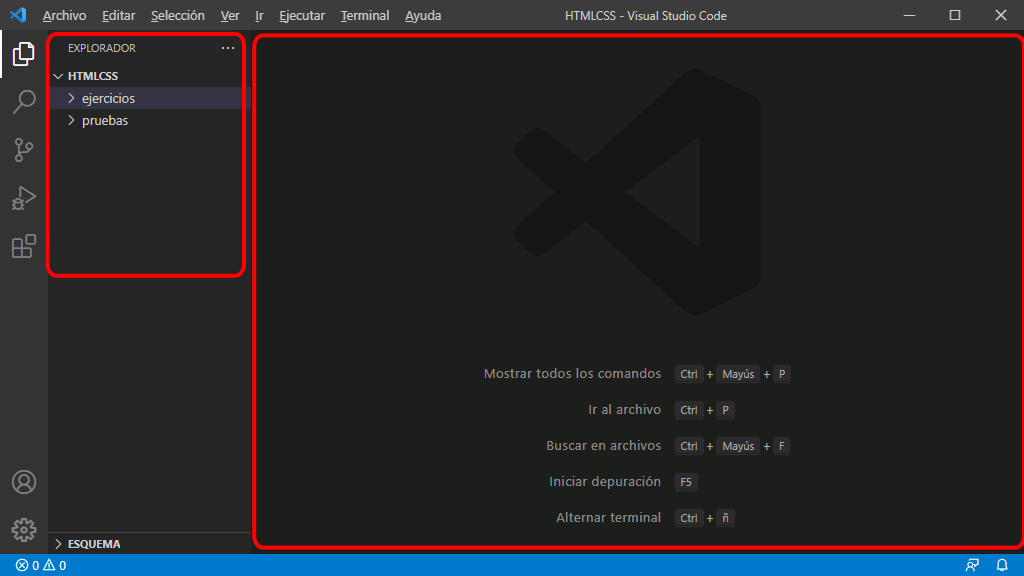 Archivo Editar Selección Ver Ir Ejecutar Terminal Ayuda HTMLCSS - Visual Studio Code
EXPLORADOR ...
HTMLCSS
ejercicios
pruebas
Mostrar todos los comandos Ctrl + Mayús + P
Ir al archivo Ctrl + P
Buscar en archivos Ctrl + Mayús + F
Iniciar depuración F5
Alternar terminal Ctrl + ñ
ESQUEMA
0 0